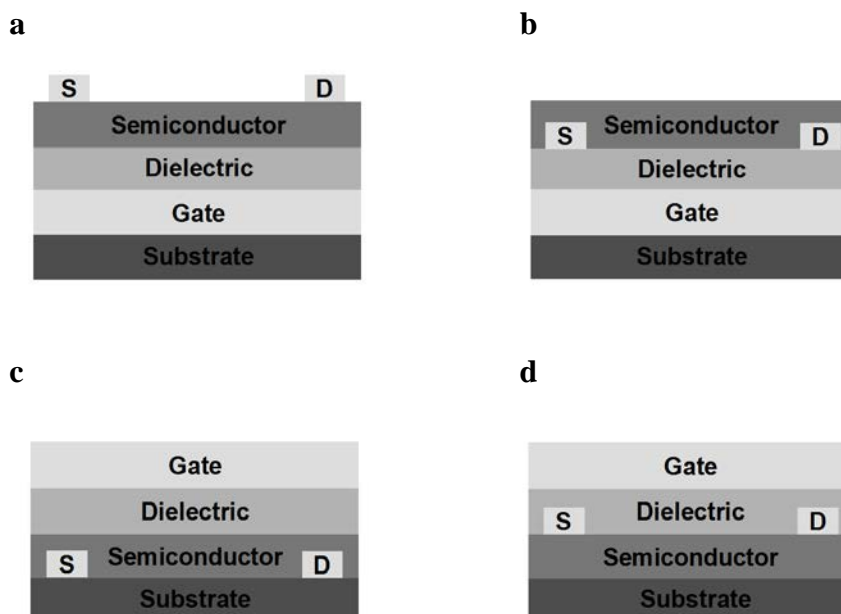 a
S D
Semiconductor
Dielectric
Gate
Substrate
b
S Semiconductor D
Dielectric
Gate
Substrate
c
Gate
Dielectric
S Semiconductor D
Substrate
d
Gate
S Dielectric D
Semiconductor
Substrate